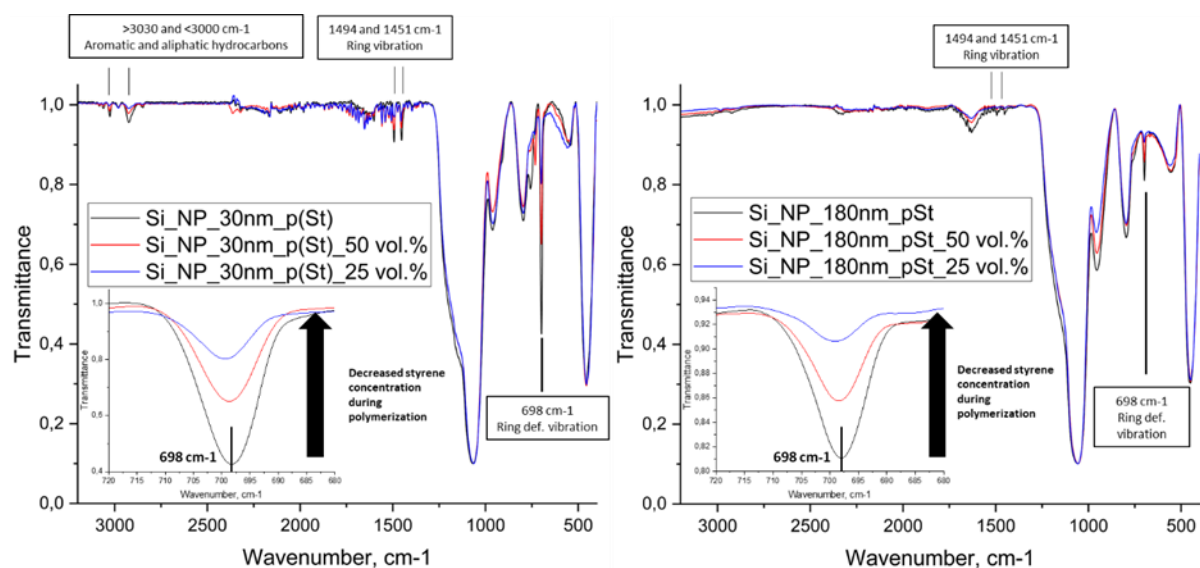 >3030 and <3000 cm-1
Aromatic and aliphatic hydrocarbons
1494 and 1451 cm-1
Ring vibration
1,0
0,8
0,6
0,4
0,2
0,0
Transmittance
Si_NP_30nm_p(St)
Si_NP_30nm_p(St)_50 vol.%
Si_NP_30nm_p(St)_25 vol.%
1,0
0,8
0,6
0,4
Transmittance
698 cm-1
720 715 710 705 700 695 690 685 680
Wavenumber, cm-1
Decreased styrene
concentration
during
polymerization
698 cm-1
Ring def. vibration
3000 2500 2000 1500 1000 500
Wavenumber, cm-1
1494 and 1451 cm-1
Ring vibration
1,0
0,8
0,6
0,4
0,2
0,0
Transmittance
Si_NP_180nm_pSt
Si_NP_180nm_pSt_50 vol.%
Si_NP_180nm_pSt_25 vol.%
0,94
0,92
0,90
0,88
0,86
0,84
0,82
0,80
Transmittance
698 cm-1
720 715 710 705 700 695 690 685 680
Wavenumber, cm-1
Decreased styrene
concentration
during
polymerization
698 cm-1
Ring def.
vibration
3000 2500 2000 1500 1000 500
Wavenumber, cm-1